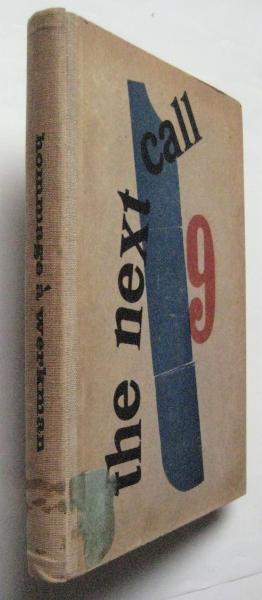 hommage à werkman
the next call
9